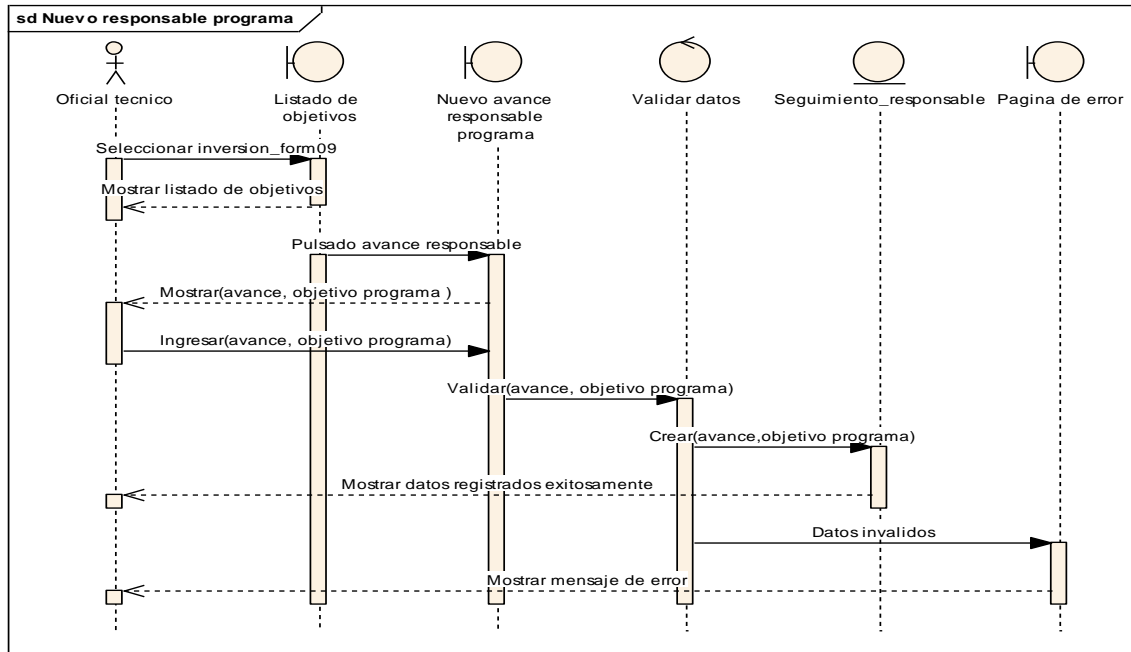 sd Nuevo responsable programa
Oficial tecnico
Listado de
objetivos
Nuevo avance
responsable
programa
Validar datos
Seguimiento_responsable
Pagina de error
Seleccionar inversion_form09
Mostrar listado de objetivos
Pulsado avance responsable
Mostrar(avance, objetivo programa )
Ingresar(avance, objetivo programa)
Validar(avance, objetivo programa)
Crear(avance,objetivo programa)
Mostrar datos registrados exitosamente
Datos invalidos
Mostrar mensaje de error